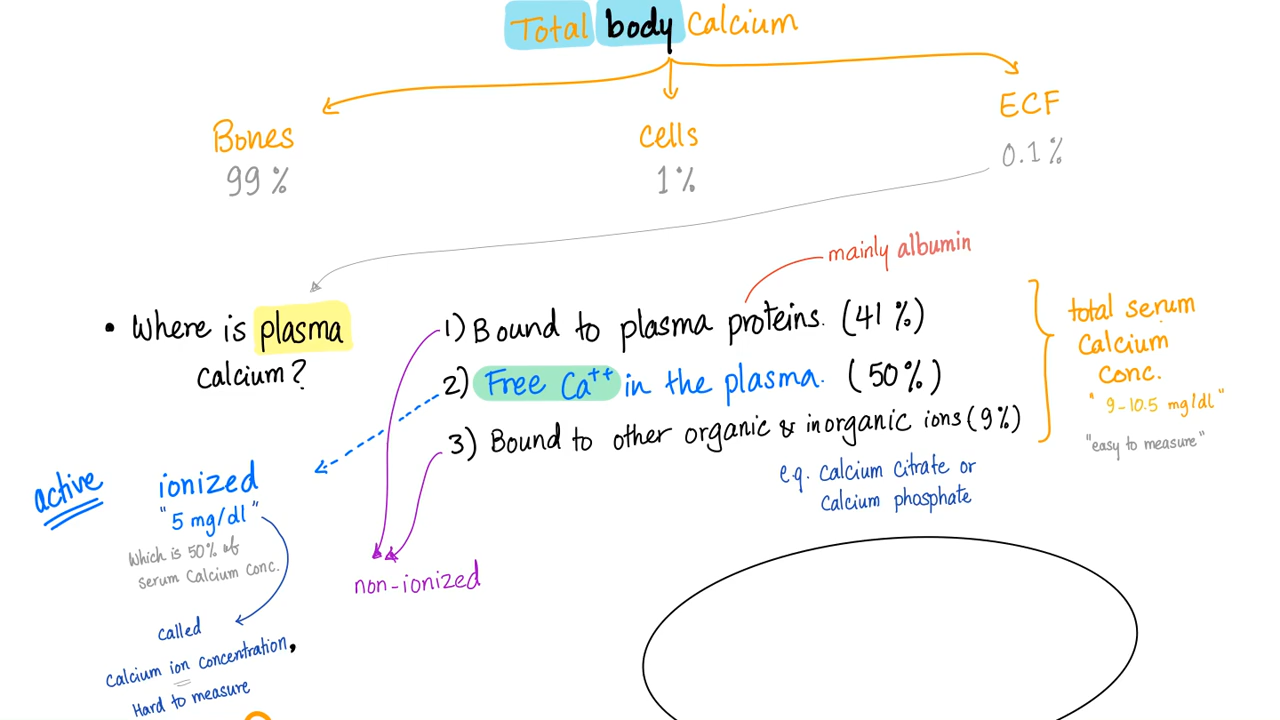 Total body Calcium
Bones
99%
Cells
1%
ECF
0.1%
mainly albumin
• Where is plasma
Calcium?
1) Bound to plasma proteins. (41%)
2) Free Ca++ in the plasma. (50%)
3) Bound to other organic & inorganic ions (9%)
e.g. Calcium Citrate or
Calcium phosphate
total serum
Calcium
Conc.
" 9-10.5 mg/dl"
"easy to measure"
active
ionized
"5 mg/dl"
Which is 50% of
serum Calcium Conc.
non-ionized
Called
Calcium ion Concentration,
Hard to measure